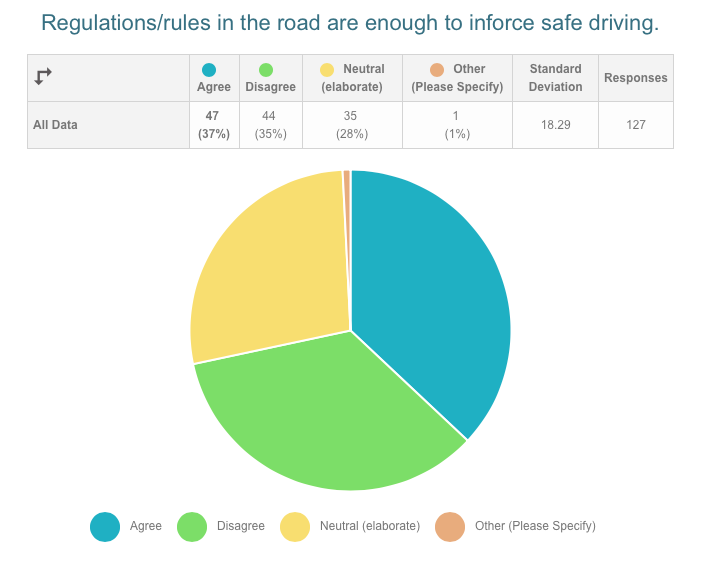 Regulations/rules in the road are enough to inforce safe driving.
Agree
Disagree
Neutral
(elaborate)
Other
(Please Specify)
Standard
Deviation
Responses
All Data
47
(37%)
44
(35%)
35
(28%)
1
(1%)
18.29
127
Agree
Disagree
Neutral (elaborate)
Other (Please Specify)